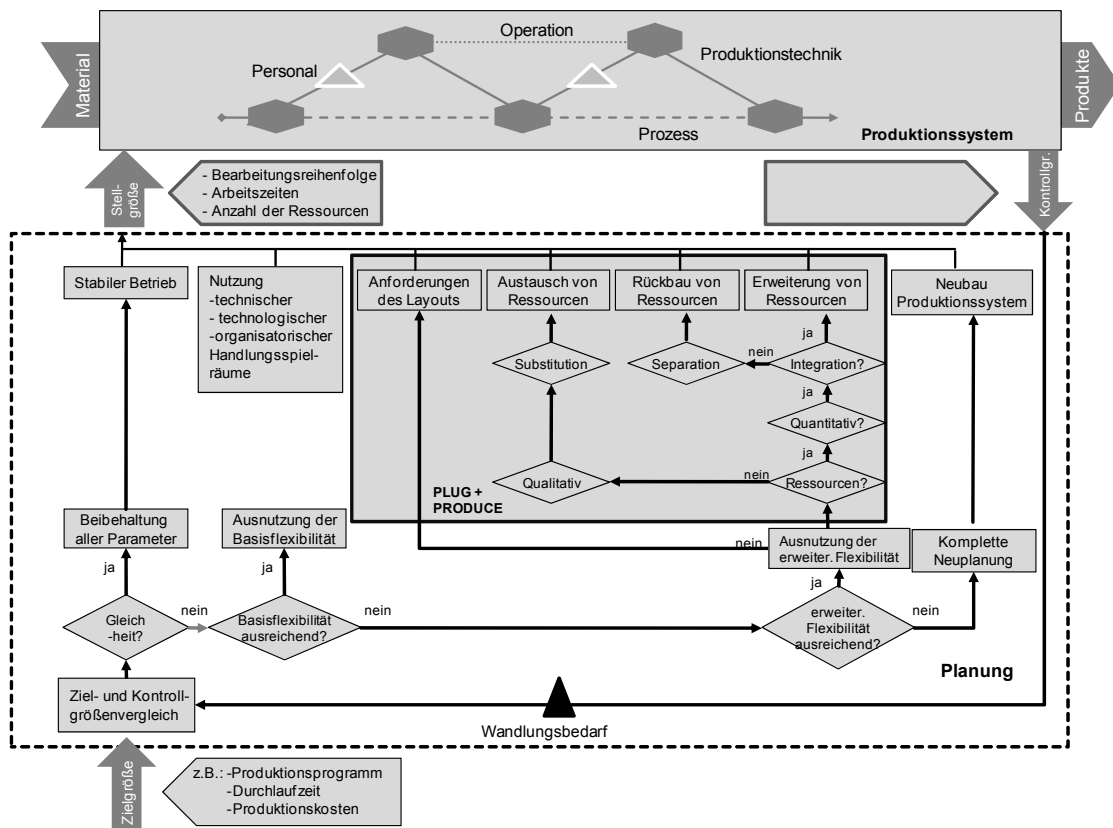 Material
Operation
Personal
Produktionstechnik
Prozess
Produktionssystem
Produkte
Stell-
größe
- Bearbeitungsreihenfolge
- Arbeitszeiten
- Anzahl der Ressourcen
Kontrollgr.
Stabiler Betrieb
Nutzung
-technischer
- technologischer
-organisatorischer
Handlungsspiel-
räume
Anforderungen
des Layouts
Austausch von
Ressourcen
Rückbau von
Ressourcen
Erweiterung von
Ressourcen
Neubau
Produktionssystem
ja
Substitution
Separation
nein
Integration?
ja
Quantitativ?
ja
Qualitativ
nein
Ressourcen?
PLUG +
PRODUCE
Beibehaltung
aller Parameter
Ausnutzung der
Basisflexibilität
nein
Ausnutzung der
erweiter. Flexibilität
Komplette
Neuplanung
ja
ja
ja
Gleich
-heit?
nein
Basisflexibilität
ausreichend?
nein
erweiter.
Flexibilität
ausreichend?
nein
Planung
Ziel- und Kontroll-
größenvergleich
Wandlungsbedarf
Zielgröße
z.B.: -Produktionsprogramm
-Durchlaufzeit
-Produktionskosten